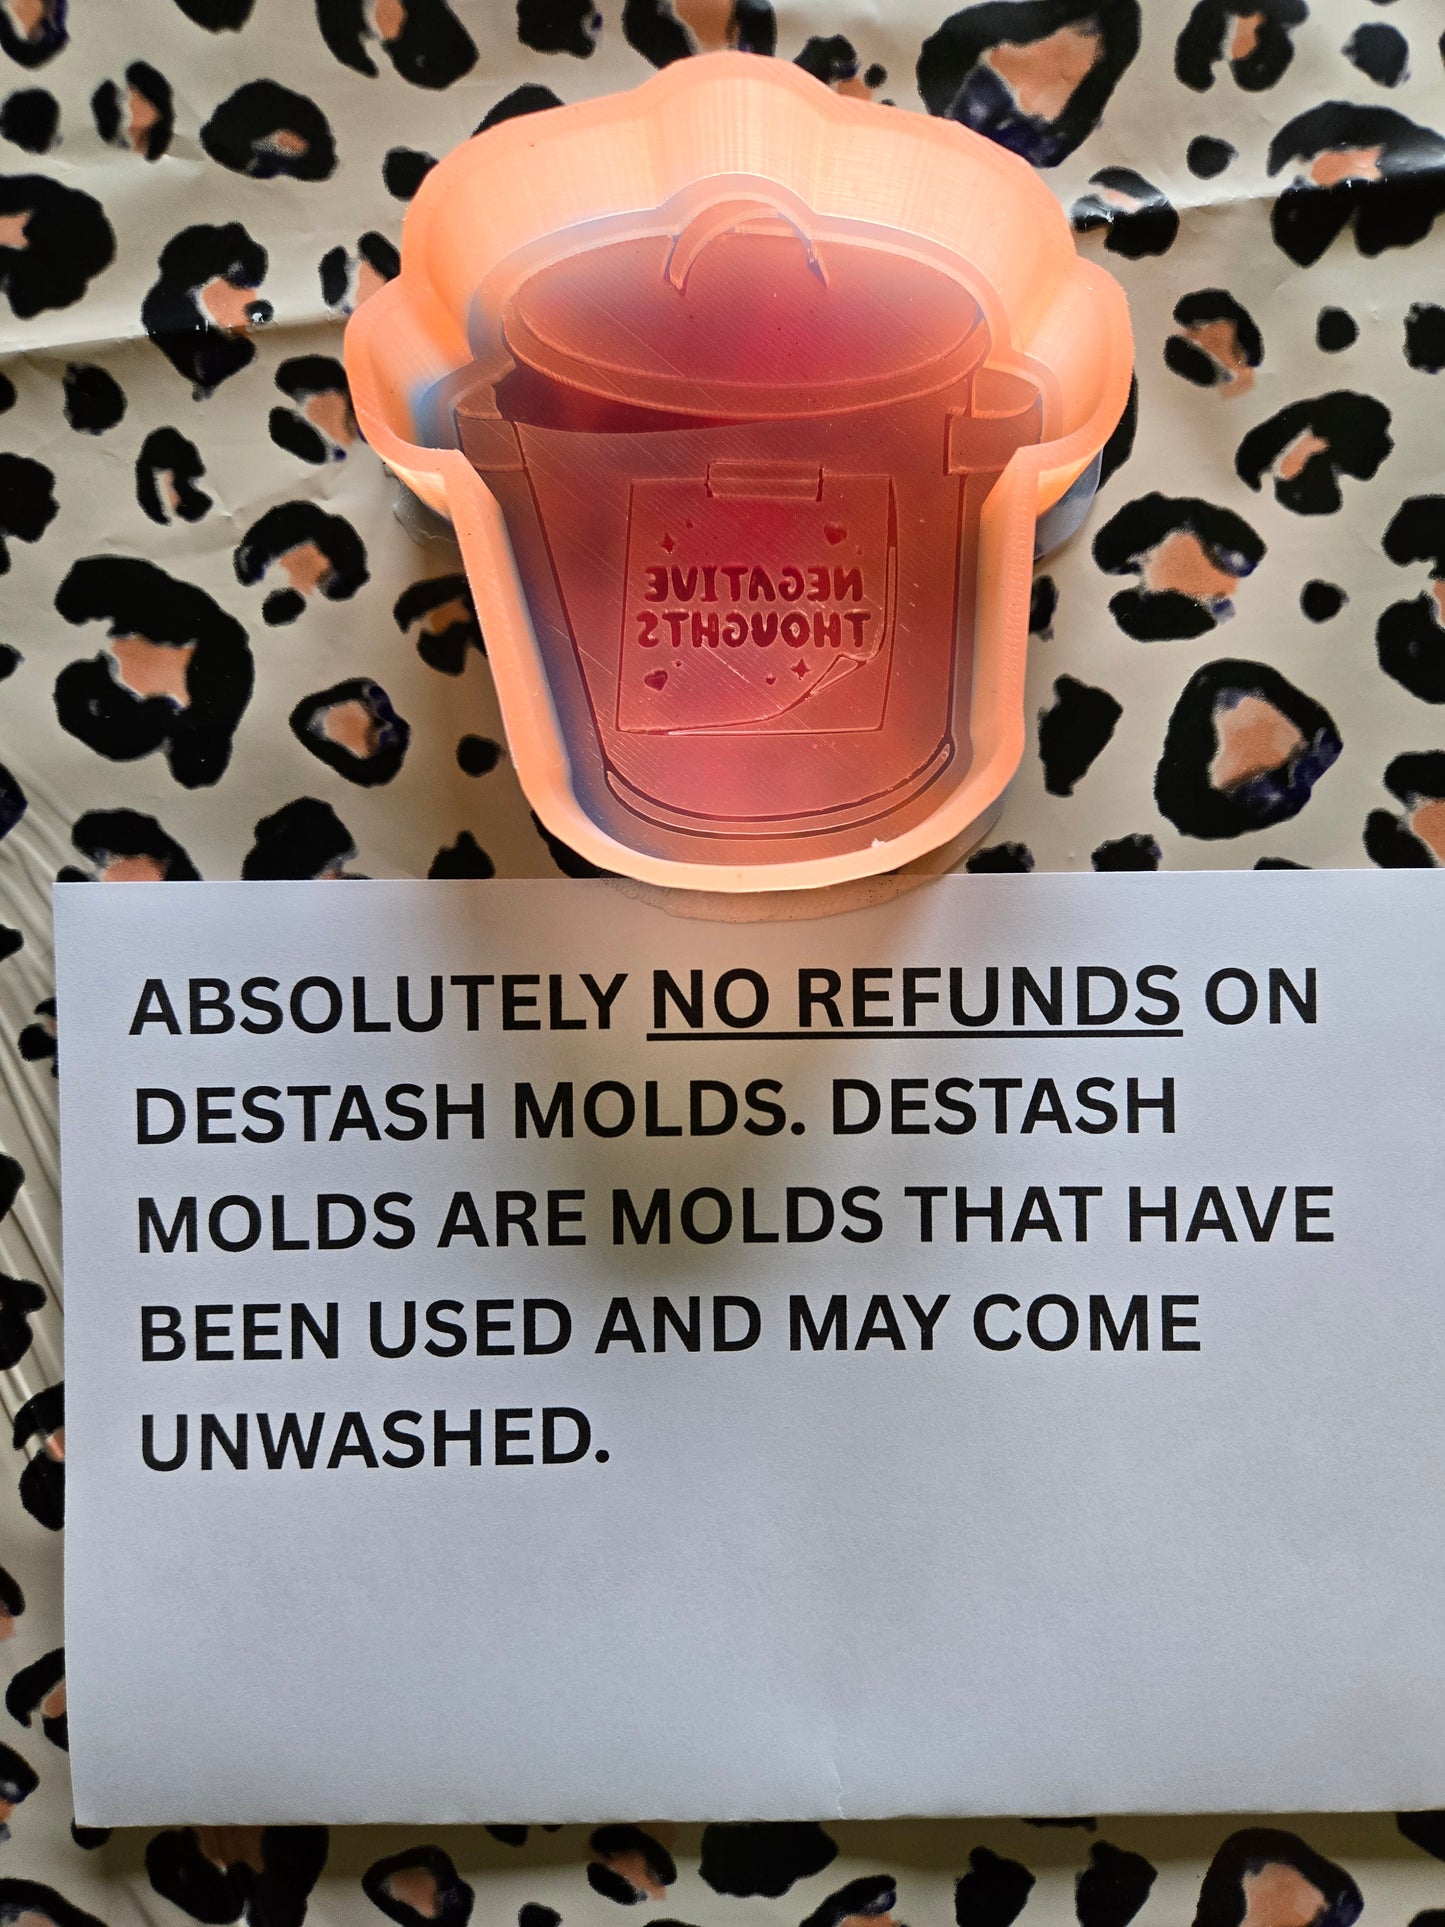 NEGATIVE
THOUGHTS
ABSOLUTELY NO REFUNDS ON
DESTASH MOLDS. DESTASH
MOLDS ARE MOLDS THAT HAVE
BEEN USED AND MAY COME
UNWASHED.